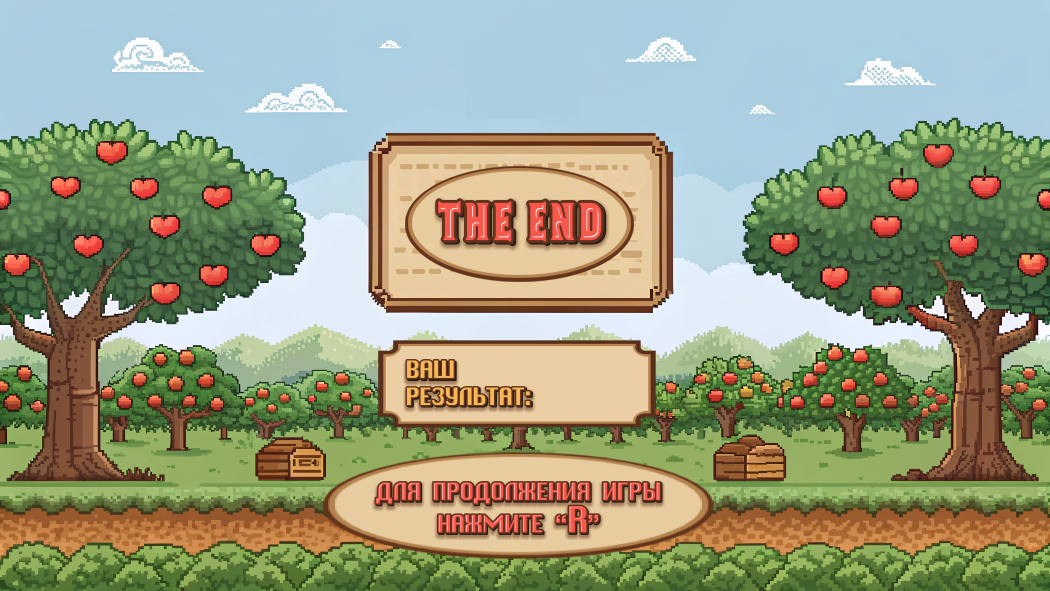 THE END
ВАШ
РЕЗУЛЬТАТ:
ДЛЯ ПРОДОЛЖЕНИЯ ИГРЫ
НАЖМИТЕ “R”